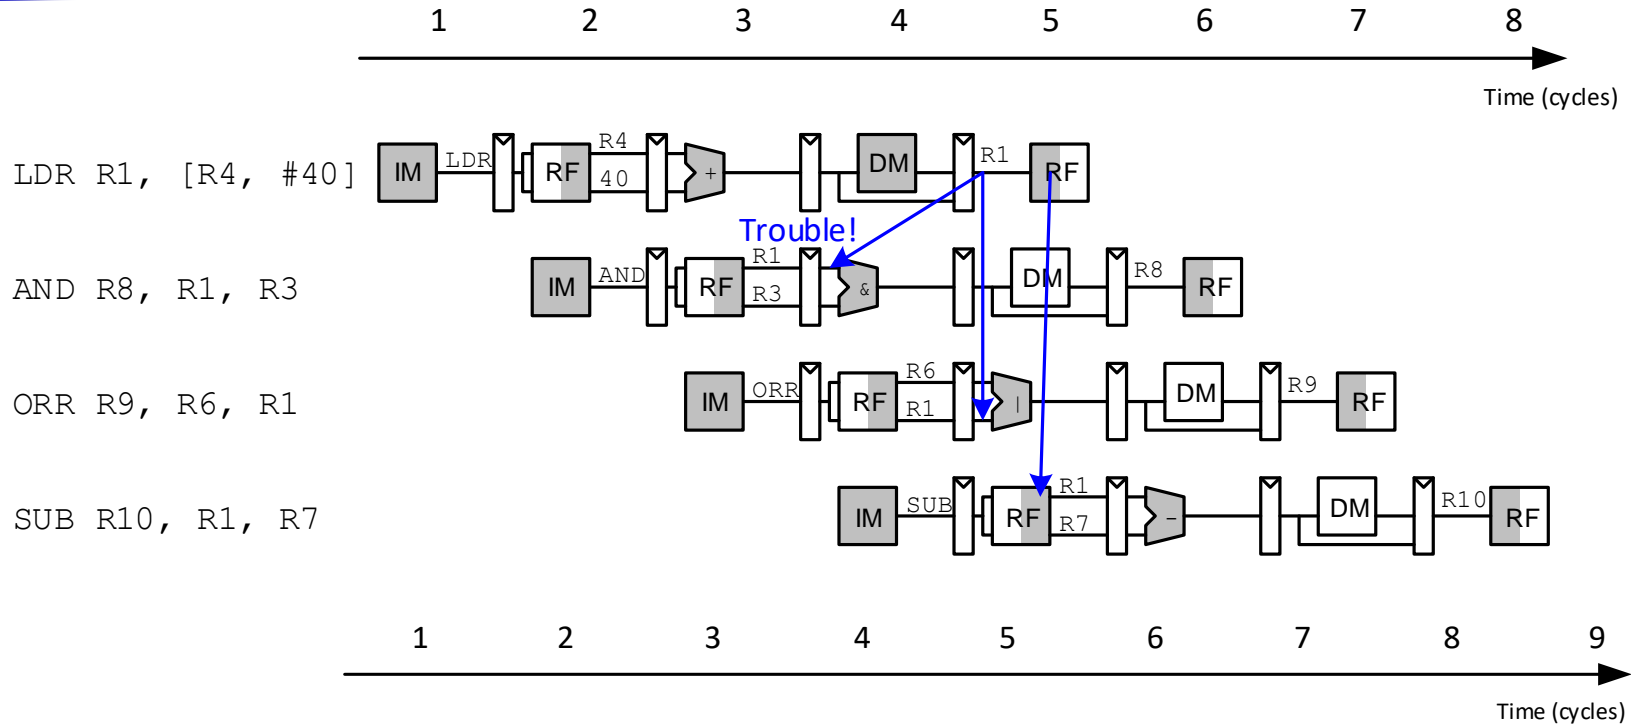 1 2 3 4 5 6 7 8
Time (cycles)
LDR R1, [R4, #40] IM LDR RF R4 40 + DM R1 RF
Trouble!
AND R8, R1, R3 IM AND RF R1 R3 & DM R8 RF
ORR R9, R6, R1 IM ORR RF R6 R1 | DM R9 RF
SUB R10, R1, R7 IM SUB RF R1 R7 - DM R10 RF
1 2 3 4 5 6 7 8 9
Time (cycles)